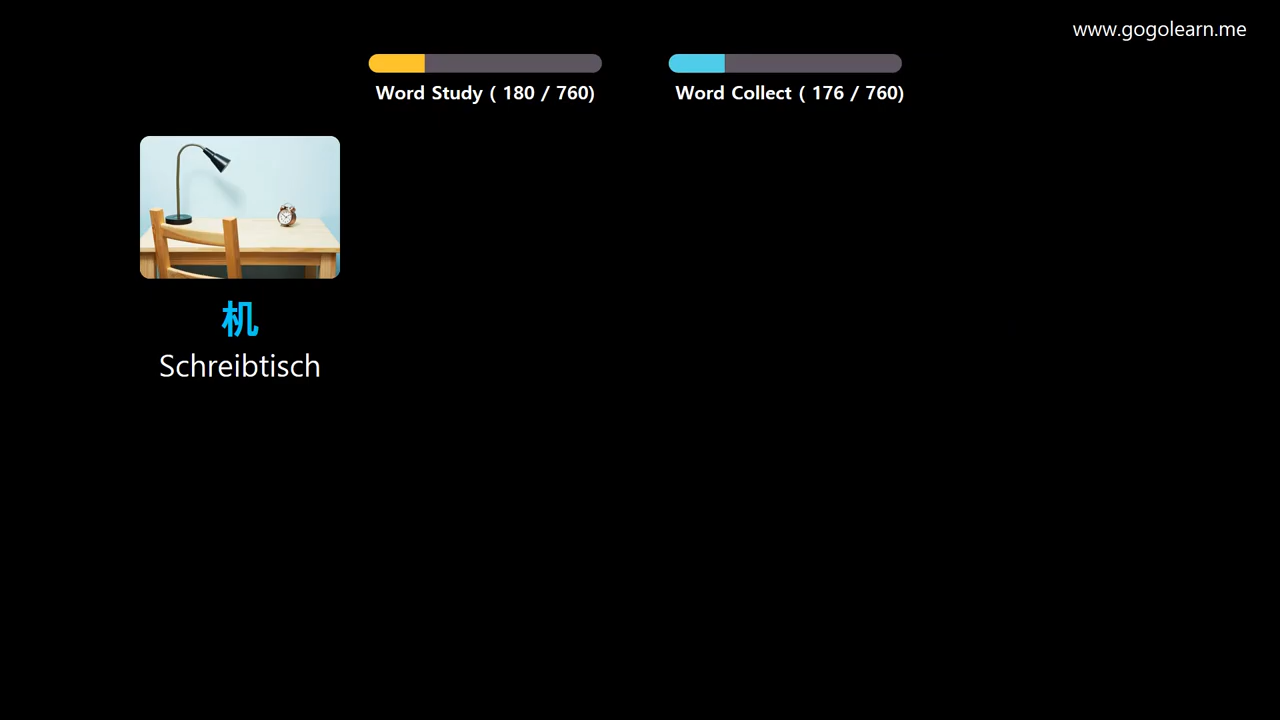 www.gogolearn.me
Word Study ( 180 / 760)
Word Collect ( 176 / 760)
机
Schreibtisch